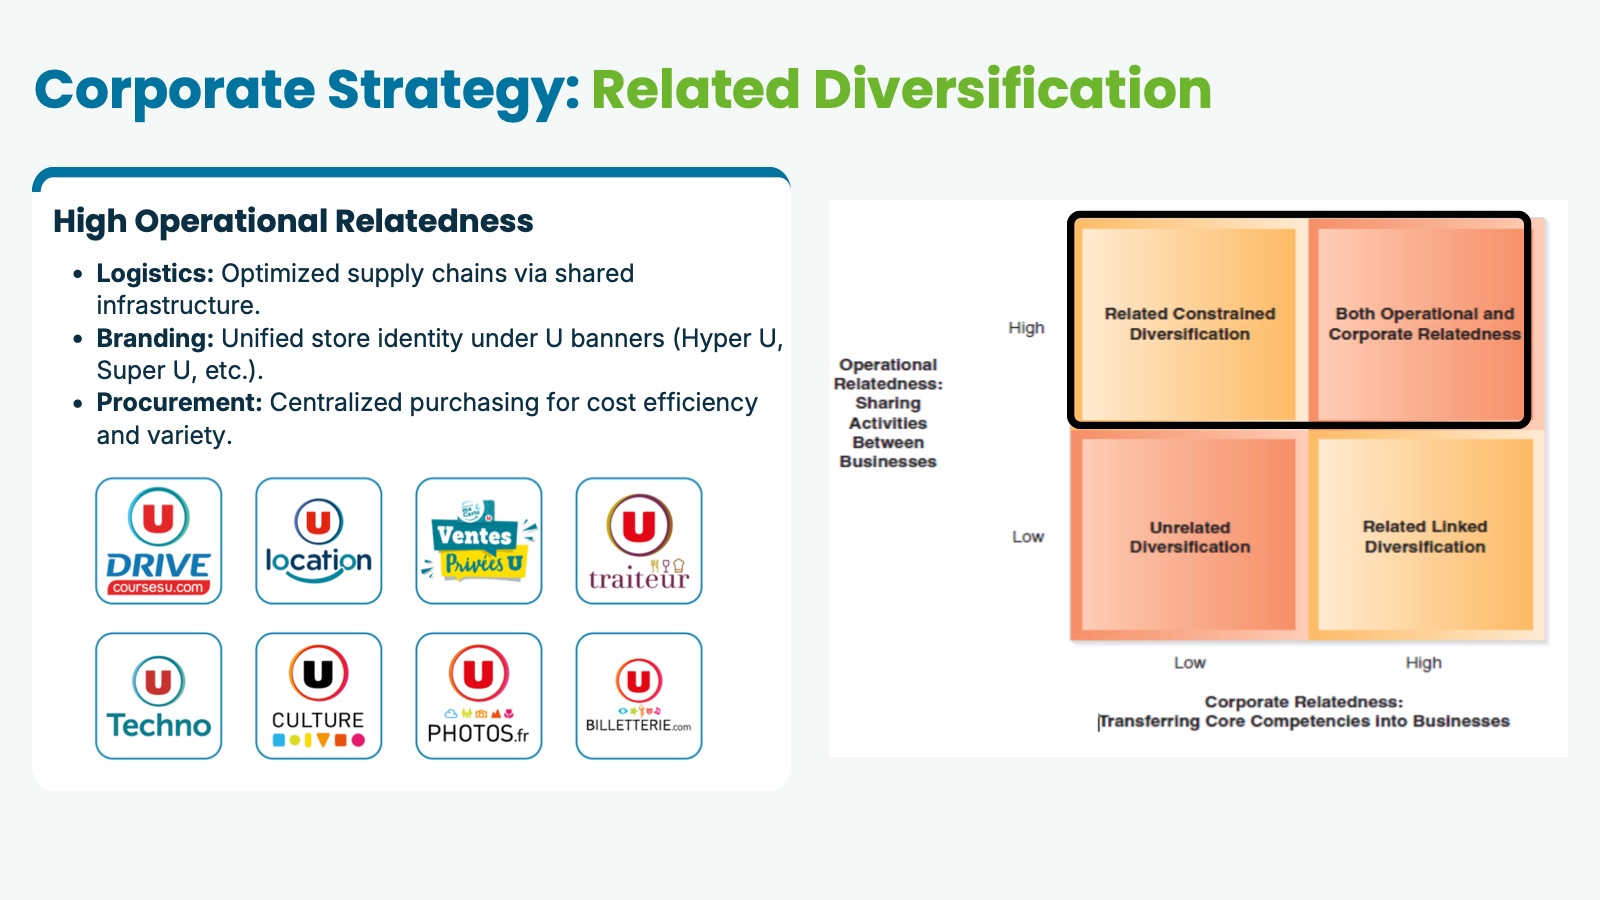 Corporate Strategy: Related Diversification
High Operational Relatedness
• Logistics: Optimized supply chains via shared
infrastructure.
• Branding: Unified store identity under U banners (Hyper U,
Super U, etc.).
• Procurement: Centralized purchasing for cost efficiency
and variety.
U
DRIVE
coursesu.com
U
location
Ma
Carte
U
Ventes
Privées U
U
traiteur
U
Techno
U
CULTURE
U
PHOTOS.fr
U
BILLETTERIE.com
Operational
Relatedness:
Sharing
Activities
Between
Businesses
High
Low
Related Constrained
Diversification
Both Operational and
Corporate Relatedness
Unrelated
Diversification
Related Linked
Diversification
Low
High
Corporate Relatedness:
Transferring Core Competencies into Businesses